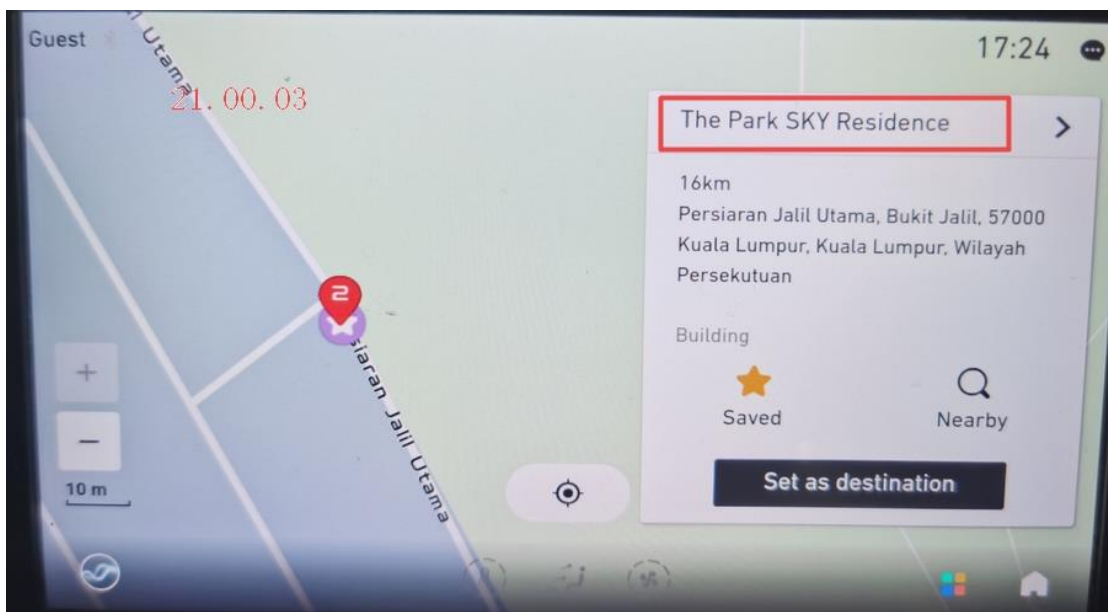 Guest
17:24
Utama
21.00.03
The Park SKY Residence
16km
Persiaran Jalil Utama, Bukit Jalil, 57000
Kuala Lumpur, Kuala Lumpur, Wilayah
Persekutuan
2
siaran Jalil Utama
Building
Saved
Nearby
10 m
Set as destination